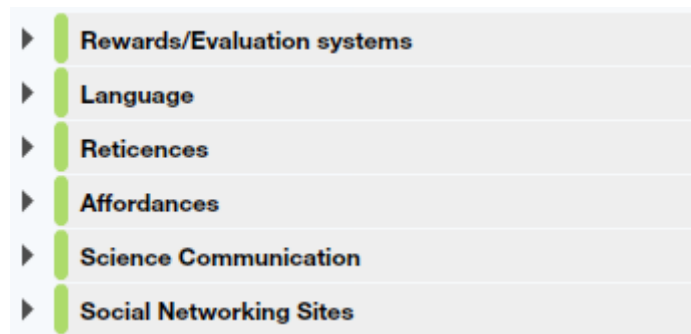 Rewards/Evaluation systems
Language
Reticences
Affordances
Science Communication
Social Networking Sites